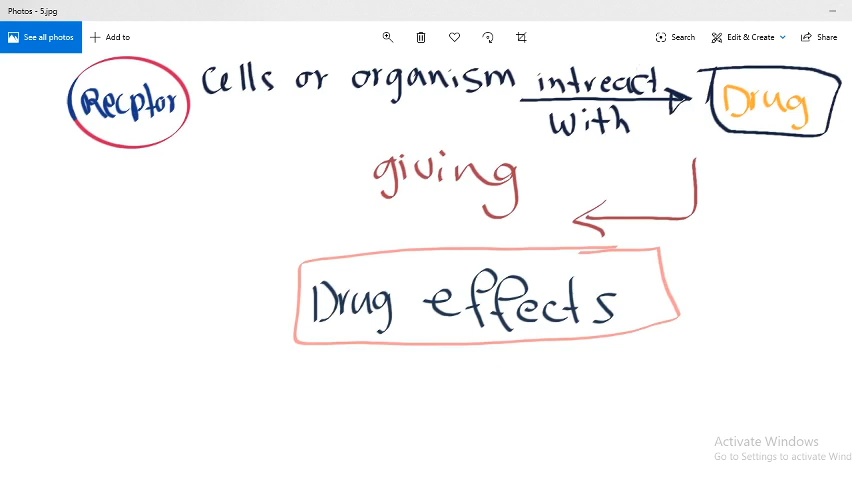 Photos - 5.jpg
See all photos
Add to
Search
Edit & Create
Share
Recptor Cells or organism intreact Drug
With
giving
Drug effects
Activate Windows
Go to Settings to activate Wind